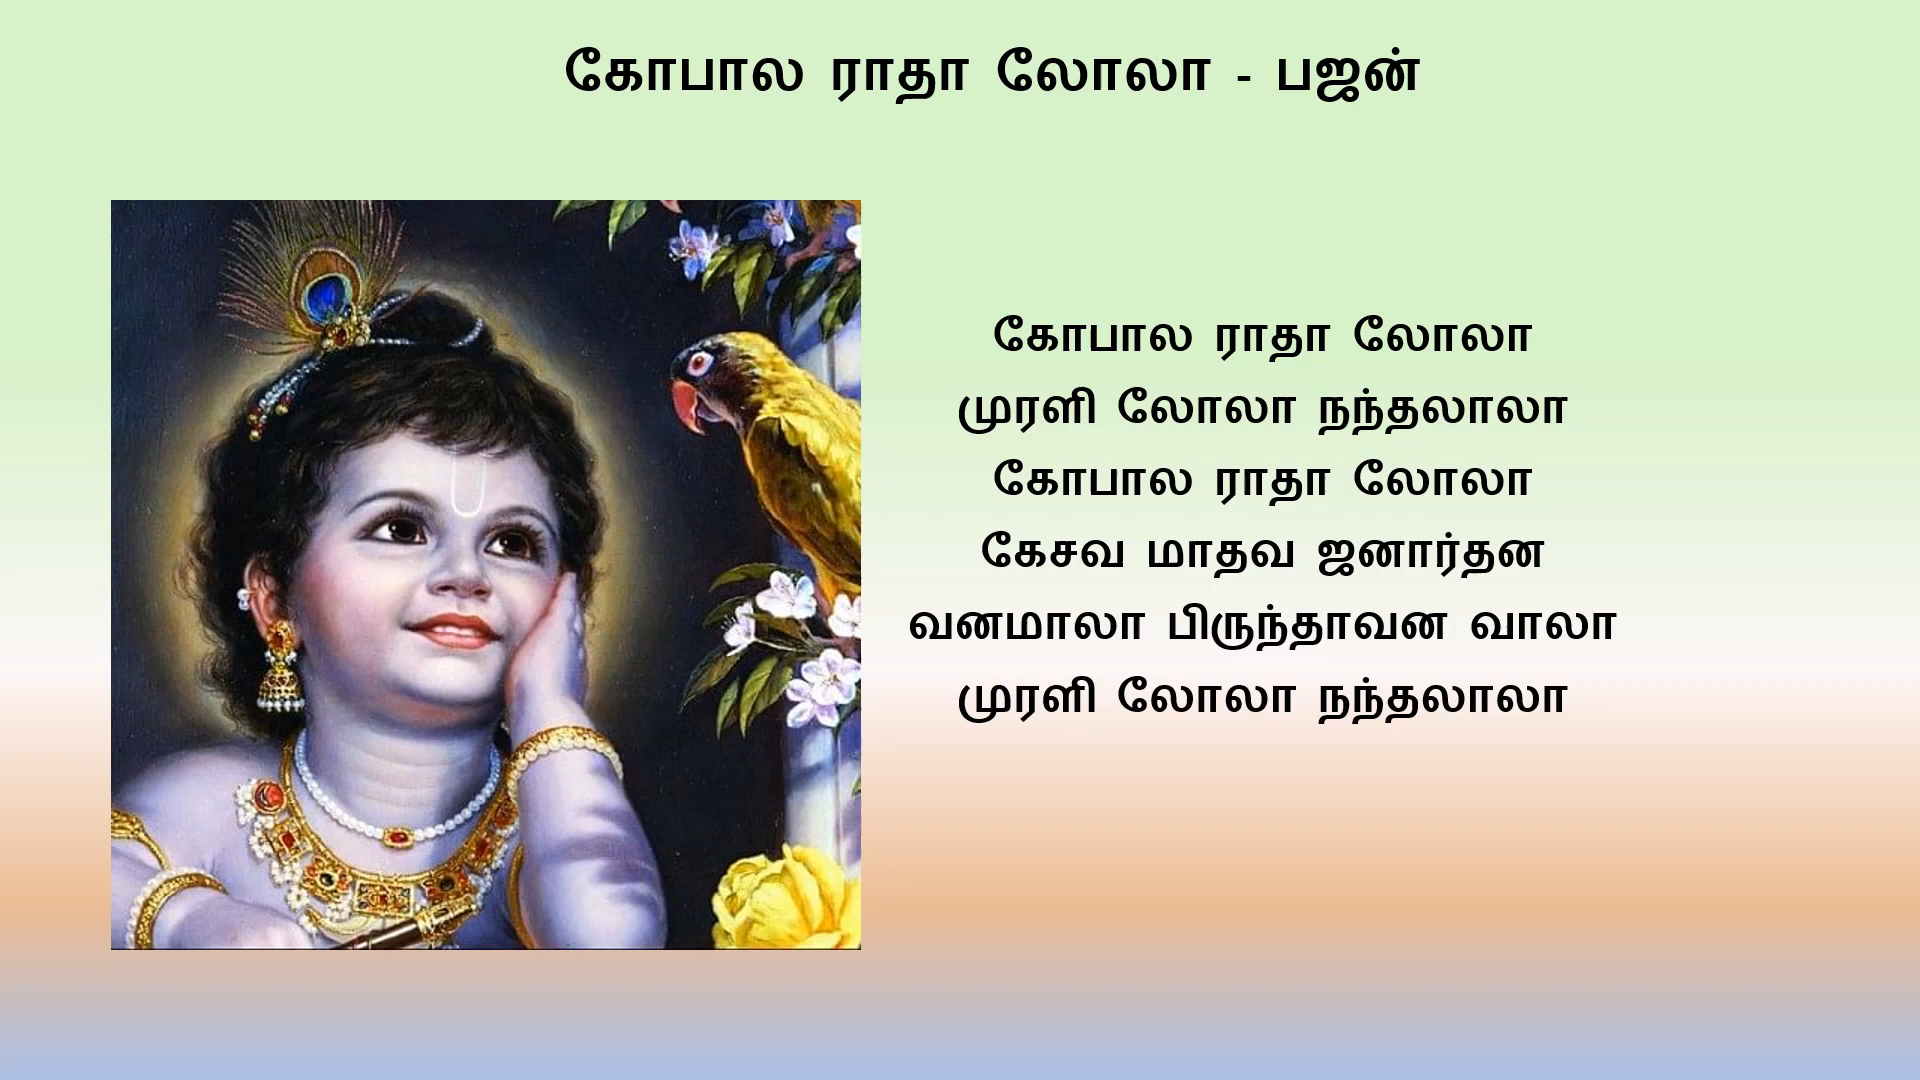 கோபால ராதா லோலா - பஜன்
கோபால ராதா லோலா
முரளி லோலா நந்தலாலா
கோபால ராதா லோலா
கேசவ மாதவ ஜனார்தன
வனமாலா பிருந்தாவன வாலா
முரளி லோலா நந்தலாலா